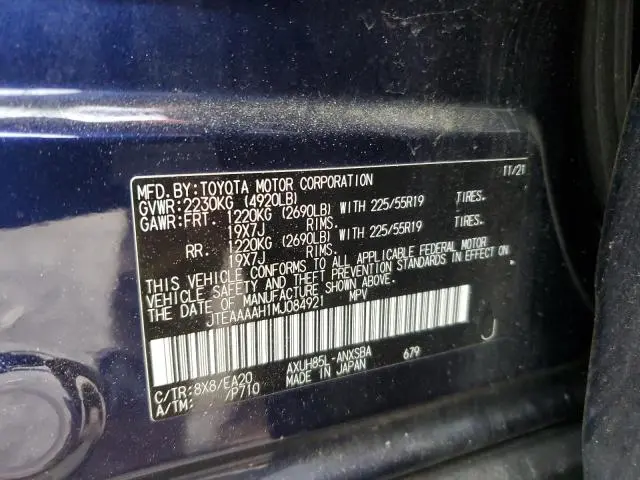 MFD. BY: TOYOTA MOTOR CORPORATION 11/21
GVWR: 2230KG (4920LB)
GAWR: FRT. 1220KG (2690LB) WITH 225/55R19 TIRES.
19X7J RIMS.
RR. 1220KG (2690LB) WITH 225/55R19 TIRES.
19X7J RIMS.
THIS VEHICLE CONFORMS TO ALL APPLICABLE FEDERAL MOTOR
VEHICLE SAFETY AND THEFT PREVENTION STANDARDS IN EFFECT ON
THE DATE OF MANUFACTURE SHOWN ABOVE.
JTEAAAAH1MJ084921 MPV
C/TR: 8X8/EA20 AXUH85L-ANXSBA 679
A/TM: /P710 MADE IN JAPAN